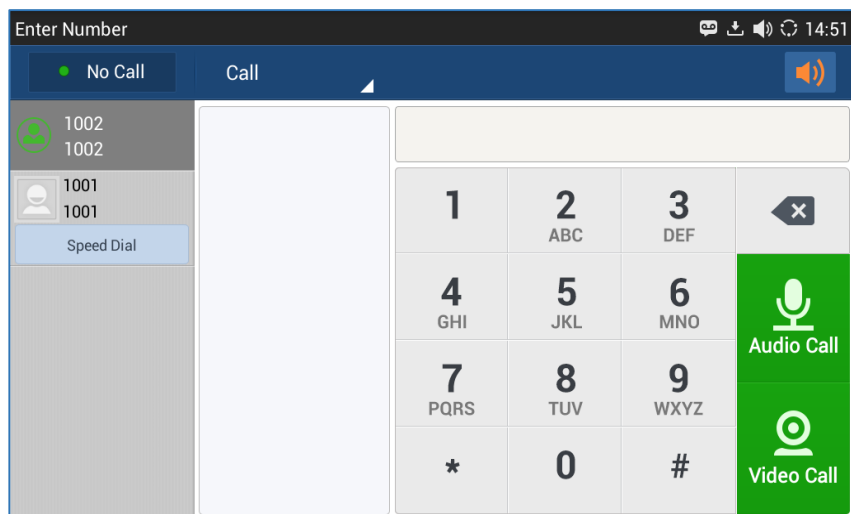 Enter Number
14:51
No Call
Call
1002
1002
1001
1001
Speed Dial
1
2
ABC
3
DEF
4
GHI
5
JKL
6
MNO
Audio Call
7
PQRS
8
TUV
9
WXYZ
*
0
#
Video Call